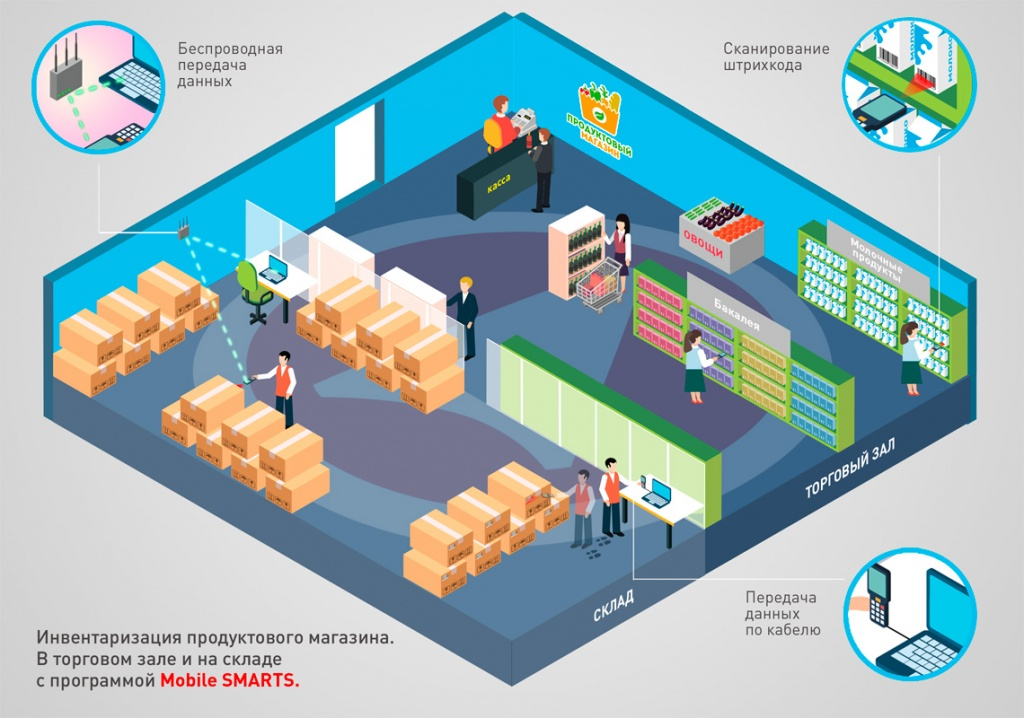 Беспроводная
передача
данных
Сканирование
штрихкода
МОЛОКО
ПРОДУКТОВЫЙ
МАГАЗИН
касса
ОВОЩИ
Молочные
продукты
Бакалея
ТОРГОВЫЙ ЗАЛ
СКЛАД
Передача
данных
по кабелю
Инвентаризация продуктового магазина.
В торговом зале и на складе
с программой Mobile SMARTS.